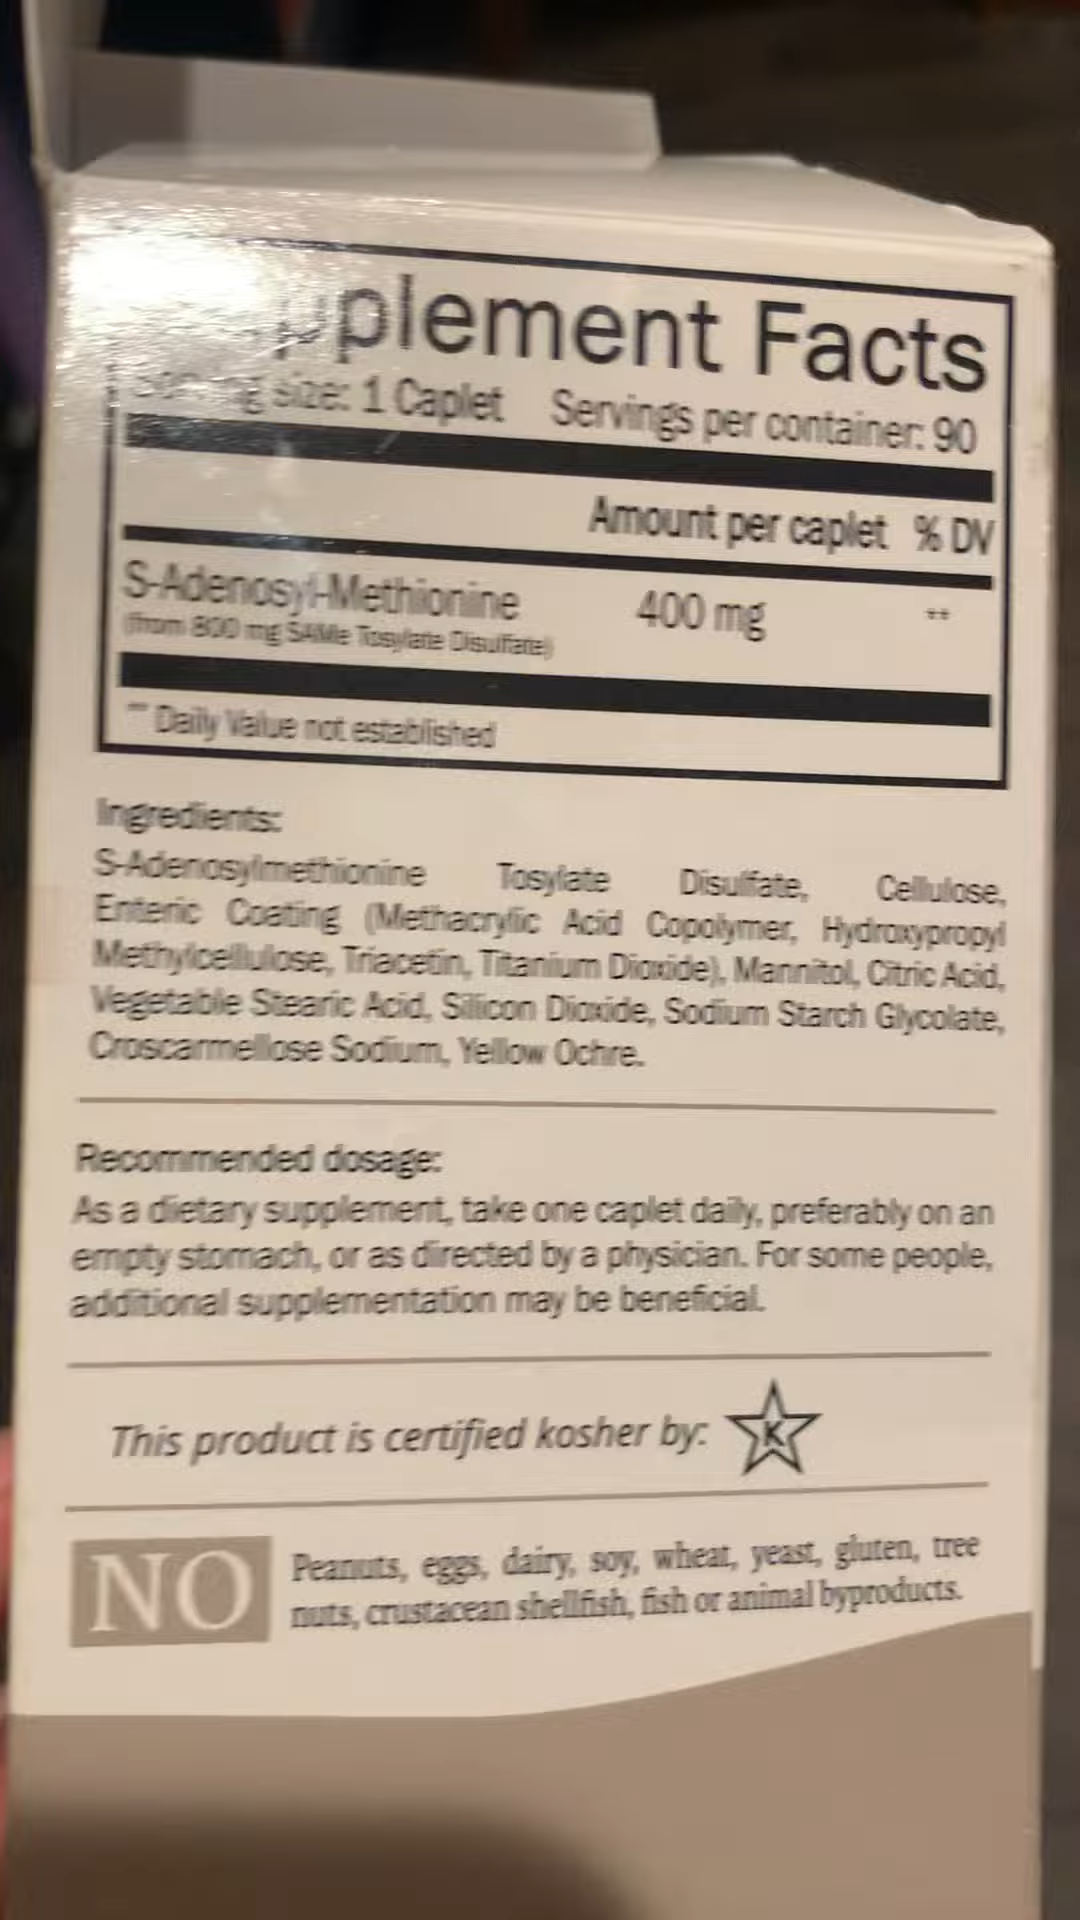 Supplement Facts
Serving size: 1 Caplet Servings per container: 90
Amount per caplet % DV
S-Adenosyl-Methionine 400 mg **
(from 800 mg SAMe Tosylate Disulfate)
** Daily Value not established
Ingredients:
S-Adenosylmethionine Tosylate Disulfate, Cellulose,
Enteric Coating (Methacrylic Acid Copolymer, Hydroxypropyl
Methylcellulose, Triacetin, Titanium Dioxide), Mannitol, Citric Acid,
Vegetable Stearic Acid, Silicon Dioxide, Sodium Starch Glycolate,
Croscarmellose Sodium, Yellow Ochre.
Recommended dosage:
As a dietary supplement, take one caplet daily, preferably on an
empty stomach, or as directed by a physician. For some people,
additional supplementation may be beneficial.
This product is certified kosher by: K
NO Peanuts, eggs, dairy, soy, wheat, yeast, gluten, tree
nuts, crustacean shellfish, fish or animal byproducts.